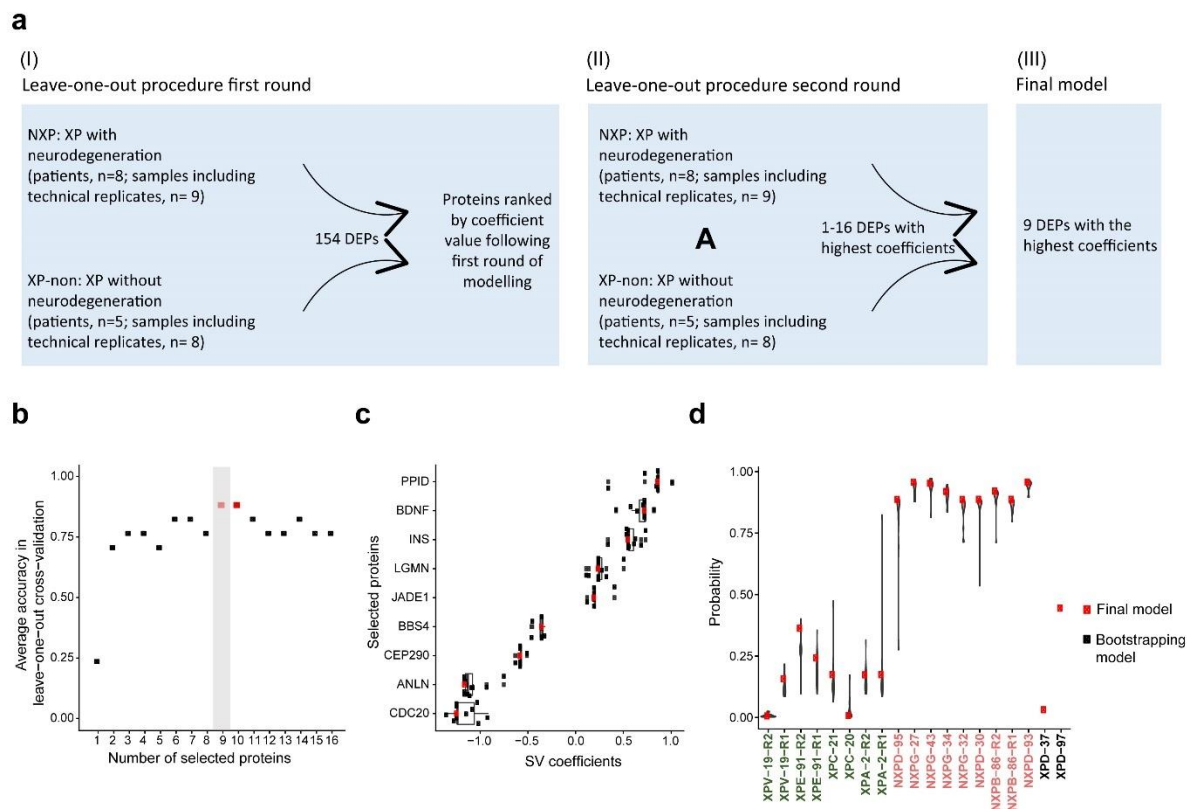 a
(I)
Leave-one-out procedure first round
NXP: XP with
neurodegeneration
(patients, n=8; samples including
technical replicates, n= 9)
154 DEPs
Proteins ranked
by coefficient
value following
first round of
modelling
XP-non: XP without
neurodegeneration
(patients, n=5; samples including
technical replicates, n= 8)
(II)
Leave-one-out procedure second round
NXP: XP with
neurodegeneration
(patients, n=8; samples including
technical replicates, n= 9)
A
1-16 DEPs with
highest coefficients
XP-non: XP without
neurodegeneration
(patients, n=5; samples including
technical replicates, n= 8)
(III)
Final model
9 DEPs with the
highest coefficients
b
Average accuracy in
leave−one−out cross−validation
1.00
0.75
0.50
0.25
0.00
1 2 3 4 5 6 7 8 9 10 11 12 13 14 15 16
Number of selected proteins
c
Selected proteins
PPID
BDNF
INS
LGMN
JADE1
BBS4
CEP290
ANLN
CDC20
−1.0 −0.5 0.0 0.5 1.0
SV coefficients
d
Probability
1.00
0.75
0.50
0.25
0.00
XPV−19−R2
XPV−19−R1
XPE−91−R2
XPE−91−R1
XPC−21
XPC−20
XPA−2−R2
XPA−2−R1
NXPD−95
NXPG−27
NXPG−43
NXPG−34
NXPG−32
NXPD−30
NXPB−86−R2
NXPB−86−R1
NXPD−93
XPD−37
XPD−97
Final model
Bootstrapping
model